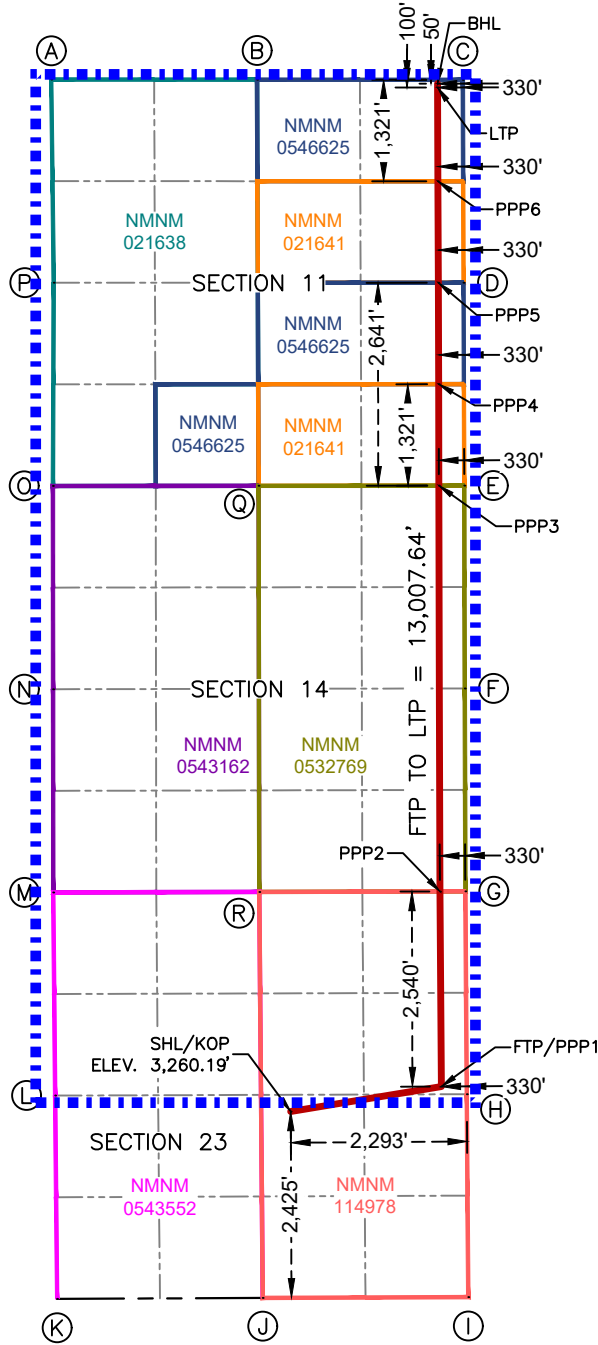 A
B
C
100'
50'
BHL
330'
LTP
NMNM
0546625
1,321'
330'
PPP6
NMNM
021638
NMNM
021641
330'
P
SECTION 11
D
PPP5
NMNM
0546625
2,641'
330'
PPP4
NMNM
0546625
NMNM
021641
1,321'
330'
O
Q
E
PPP3
FTP TO LTP = 13,007.64'
N
SECTION 14
F
NMNM
0543162
NMNM
0532769
PPP2
330'
M
R
G
2,540'
SHL/KOP
ELEV. 3,260.19'
FTP/PPP1
330'
L
H
SECTION 23
2,293'
NMNM
0543552
2,425'
NMNM
114978
K
J
I